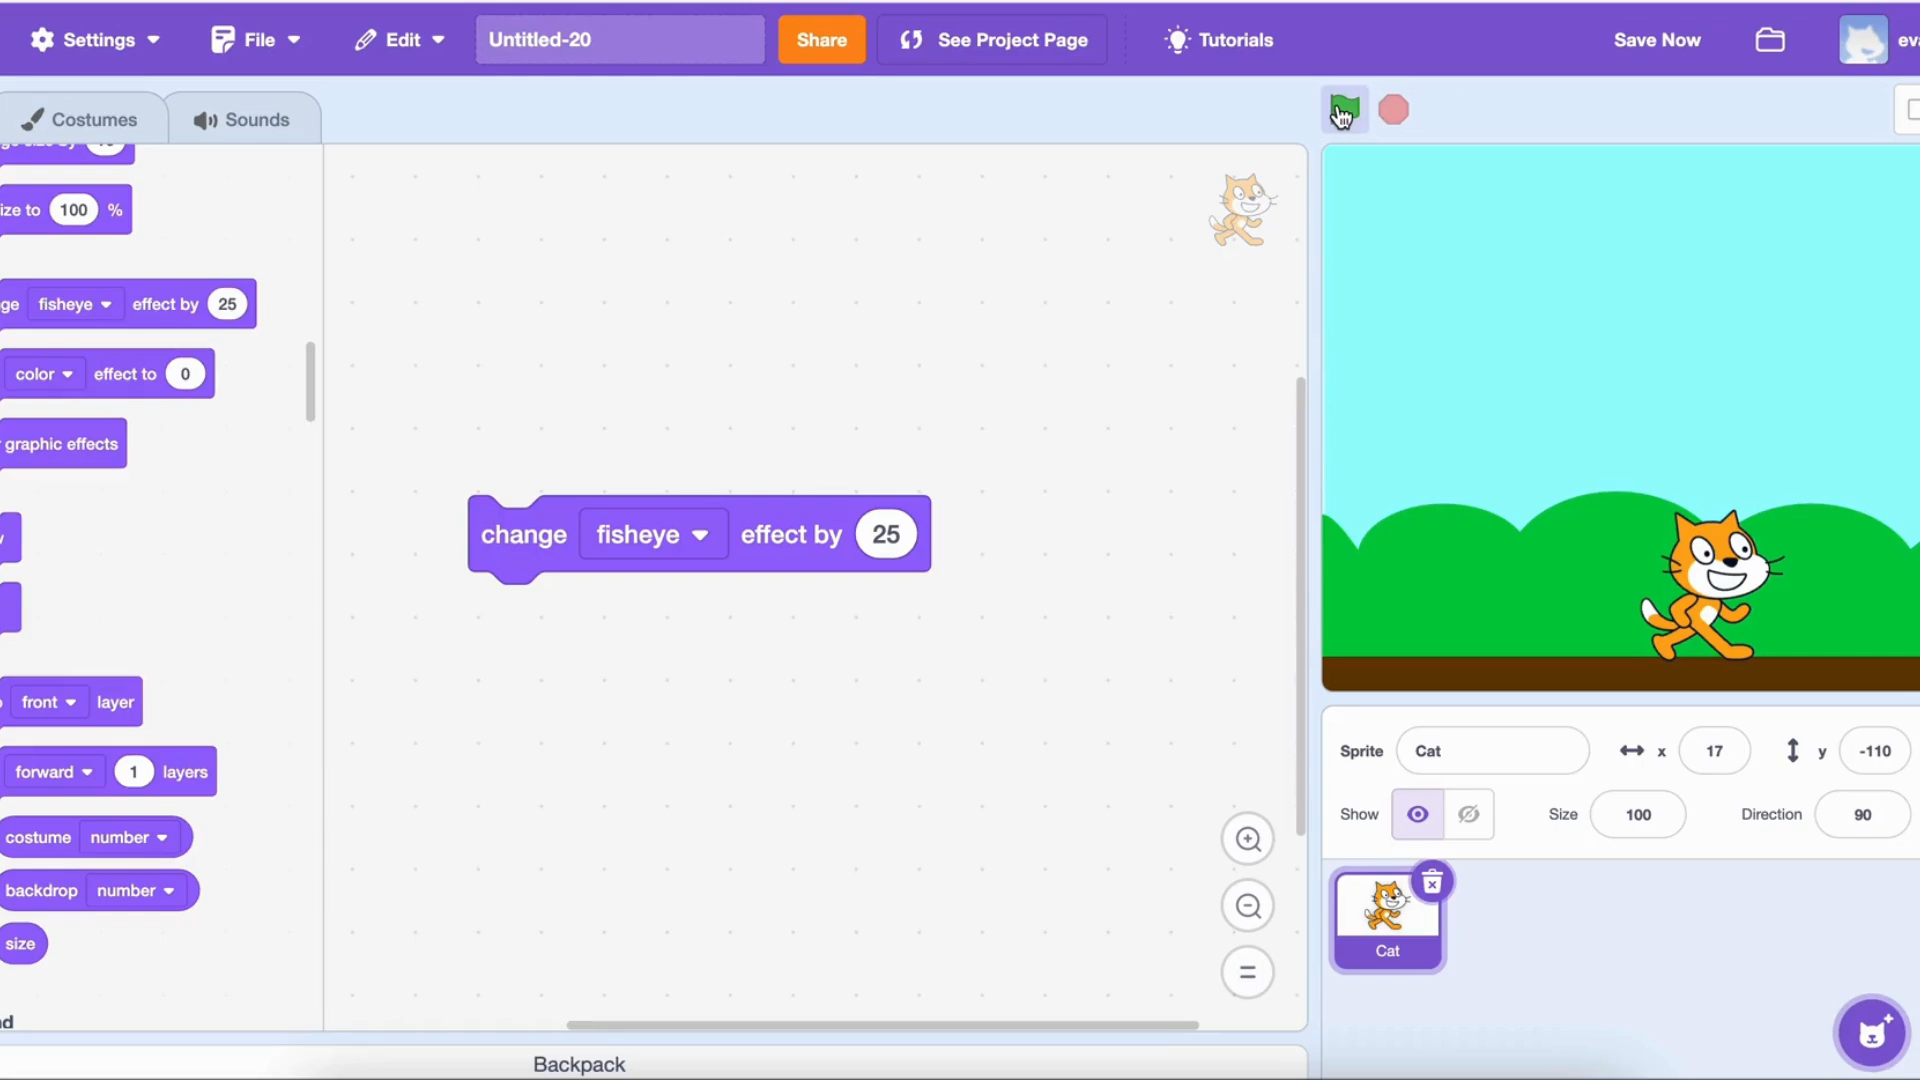 Settings File Edit Untitled-20 Share See Project Page Tutorials Save Now
Costumes Sounds
ize to 100 %
ge fisheye effect by 25
color effect to 0
graphic effects
front layer
forward 1 layers
costume number
backdrop number
size
change fisheye effect by 25
Backpack
Sprite Cat x 17 y -110
Show Size 100 Direction 90
Cat